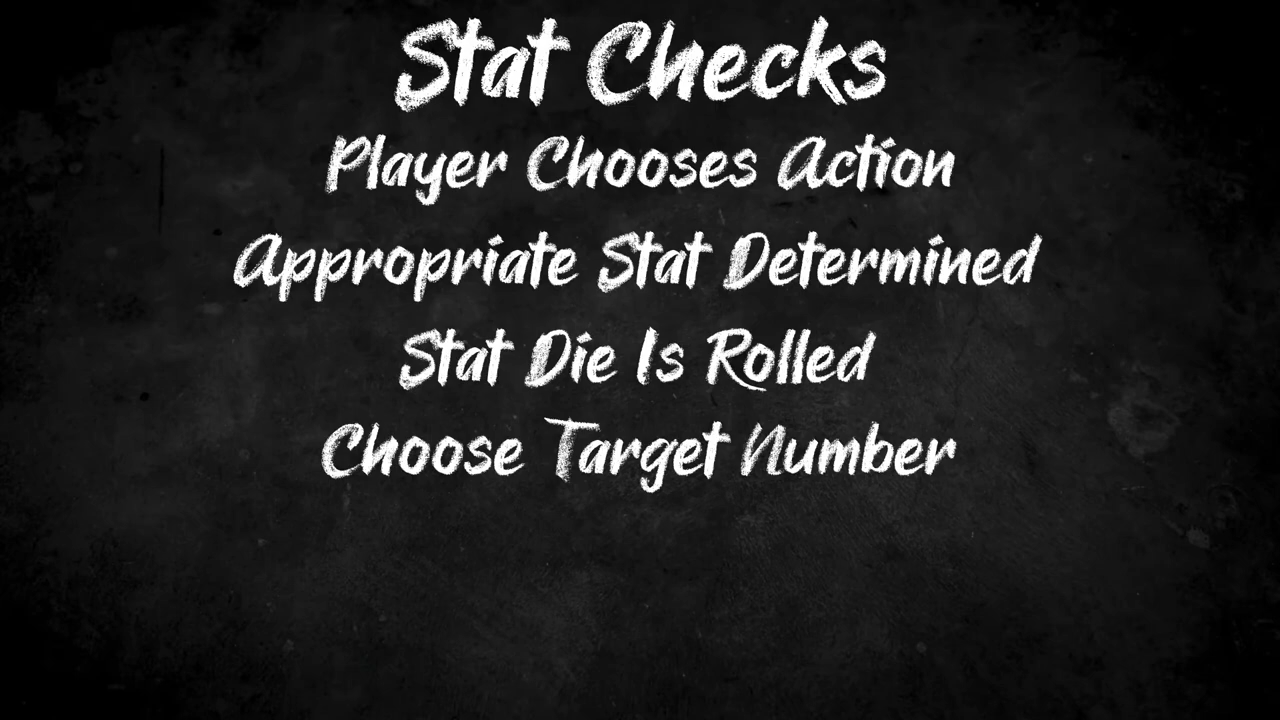 Stat Checks
Player Chooses Action
Appropriate Stat Determined
Stat Die Is Rolled
Choose Target Number